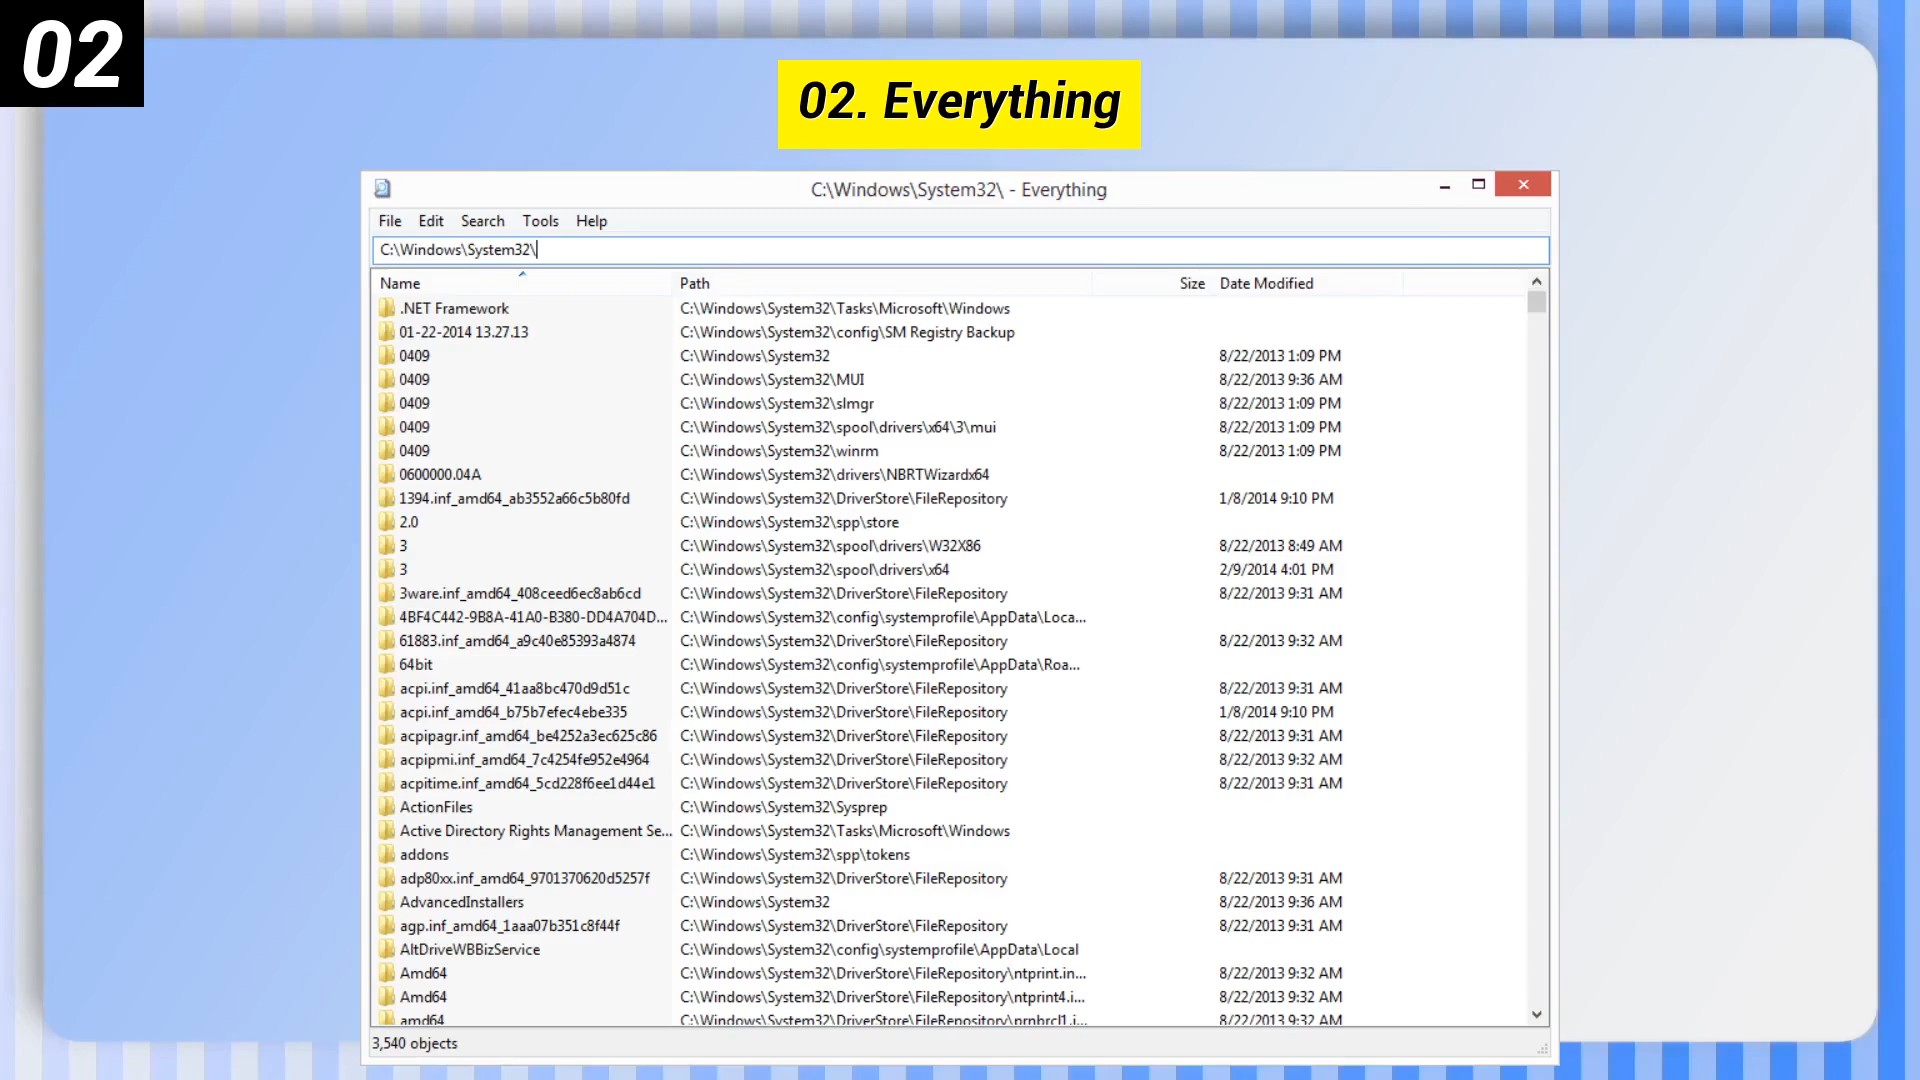 02
02. Everything
C:\Windows\System32\ - Everything
File Edit Search Tools Help
C:\Windows\System32\
Name Path Size Date Modified
.NET Framework C:\Windows\System32\Tasks\Microsoft\Windows
01-22-2014 13.27.13 C:\Windows\System32\config\SM Registry Backup
0409 C:\Windows\System32 8/22/2013 1:09 PM
0409 C:\Windows\System32\MUI 8/22/2013 9:36 AM
0409 C:\Windows\System32\slmgr 8/22/2013 1:09 PM
0409 C:\Windows\System32\spool\drivers\x64\3\mui 8/22/2013 1:09 PM
0409 C:\Windows\System32\winrm 8/22/2013 1:09 PM
0600000.04A C:\Windows\System32\drivers\NBRTWizardx64
1394.inf_amd64_ab3552a66c5b80fd C:\Windows\System32\DriverStore\FileRepository 1/8/2014 9:10 PM
2.0 C:\Windows\System32\spp\store
3 C:\Windows\System32\spool\drivers\W32X86 8/22/2013 8:49 AM
3 C:\Windows\System32\spool\drivers\x64 2/9/2014 4:01 PM
3ware.inf_amd64_408ceed6ec8ab6cd C:\Windows\System32\DriverStore\FileRepository 8/22/2013 9:31 AM
4BF4C442-9B8A-41A0-B380-DD4A704D... C:\Windows\System32\config\systemprofile\AppData\Loca...
61883.inf_amd64_a9c40e85393a4874 C:\Windows\System32\DriverStore\FileRepository 8/22/2013 9:32 AM
64bit C:\Windows\System32\config\systemprofile\AppData\Roa...
acpi.inf_amd64_41aa8bc470d9d51c C:\Windows\System32\DriverStore\FileRepository 8/22/2013 9:31 AM
acpi.inf_amd64_b75b7efec4ebe335 C:\Windows\System32\DriverStore\FileRepository 1/8/2014 9:10 PM
acpipagr.inf_amd64_be4252a3ec625c86 C:\Windows\System32\DriverStore\FileRepository 8/22/2013 9:31 AM
acpipmi.inf_amd64_7c4254fe952e4964 C:\Windows\System32\DriverStore\FileRepository 8/22/2013 9:32 AM
acpitime.inf_amd64_5cd228f6ee1d44e1 C:\Windows\System32\DriverStore\FileRepository 8/22/2013 9:31 AM
ActionFiles C:\Windows\System32\Sysprep
Active Directory Rights Management Se... C:\Windows\System32\Tasks\Microsoft\Windows
addons C:\Windows\System32\spp\tokens
adp80xx.inf_amd64_9701370620d5257f C:\Windows\System32\DriverStore\FileRepository 8/22/2013 9:31 AM
AdvancedInstallers C:\Windows\System32 8/22/2013 9:36 AM
agp.inf_amd64_1aaa07b351c8f44f C:\Windows\System32\DriverStore\FileRepository 8/22/2013 9:31 AM
AltDriveWBBizService C:\Windows\System32\config\systemprofile\AppData\Local
Amd64 C:\Windows\System32\DriverStore\FileRepository\ntprint.in... 8/22/2013 9:32 AM
Amd64 C:\Windows\System32\DriverStore\FileRepository\ntprint4.i... 8/22/2013 9:32 AM
amd64 C:\Windows\System32\DriverStore\FileRepository\prnbrcl1.i... 8/22/2013 9:32 AM
3,540 objects